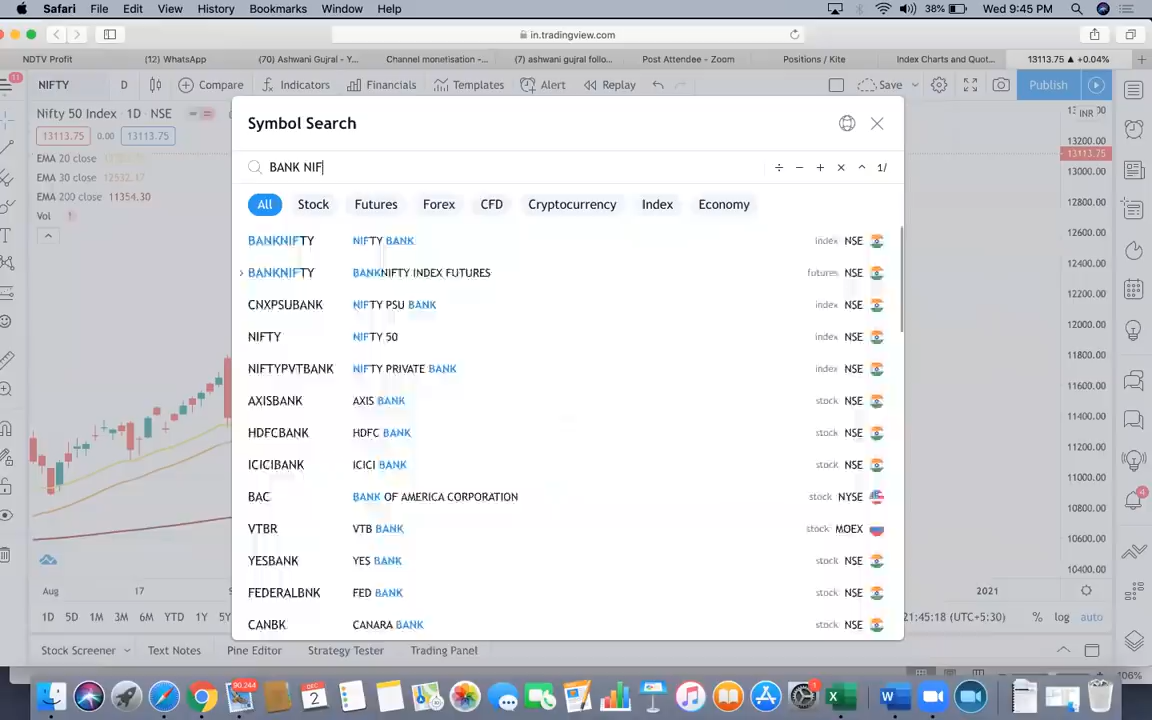 Safari File Edit View History Bookmarks Window Help 38% Wed 9:45 PM
in.tradingview.com
NDTV Profit (12) WhatsApp (70) Ashwani Gujral - Y... Channel monetisation -... (7) ashwani gujral follo... Post Attendee - Zoom Positions / Kite Index Charts and Quot... 13113.75 ▲ +0.04%
11 NIFTY D Compare Indicators Financials Templates Alert Replay Save Publish
Nifty 50 Index · 1D · NSE
INR
13113.75 0.00 13113.75
EMA 20 close
EMA 30 close 12532.17
EMA 200 close 11354.30
Vol 1
Symbol Search
BANK NIF ÷ − + × ^ 1/
All Stock Futures Forex CFD Cryptocurrency Index Economy
BANKNIFTY NIFTY BANK index NSE
BANKNIFTY BANKNIFTY INDEX FUTURES futures NSE
CNXPSUBANK NIFTY PSU BANK index NSE
NIFTY NIFTY 50 index NSE
NIFTYPVTBANK NIFTY PRIVATE BANK index NSE
AXISBANK AXIS BANK stock NSE
HDFCBANK HDFC BANK stock NSE
ICICIBANK ICICI BANK stock NSE
BAC BANK OF AMERICA CORPORATION stock NYSE
VTBR VTB BANK stock MOEX
YESBANK YES BANK stock NSE
FEDERALBNK FED BANK stock NSE
CANBK CANARA BANK stock NSE
13200.00
13113.75
13000.00
12800.00
12600.00
12400.00
12200.00
12000.00
11800.00
11600.00
11400.00
11200.00
11000.00
10800.00
10600.00
10400.00
4
Aug 17 2021
1D 5D 1M 3M 6M YTD 1Y 5Y 21:45:18 (UTC+5:30) % log auto
Stock Screener Text Notes Pine Editor Strategy Tester Trading Panel
106%
90,244 DEC 2 1